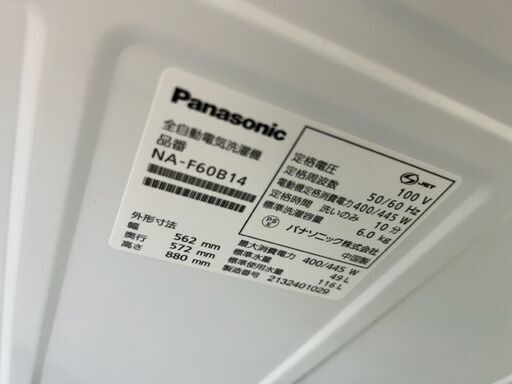 Panasonic
全自動電気洗濯機
品番
NA-F60B14
外形寸法
幅 562 mm
奥行 572 mm
高さ 880 mm
定格電圧 100 V
定格周波数 50/60 Hz
電動機定格消費電力 400/445 W
定格時間 洗いのみ 10 分
標準洗濯容量 6.0 kg
PS E パナソニック株式会社
中国製
最大消費電力 400/445 W
標準水量 49 L
標準使用水量 116 L
製造番号 2132401029
S-JET